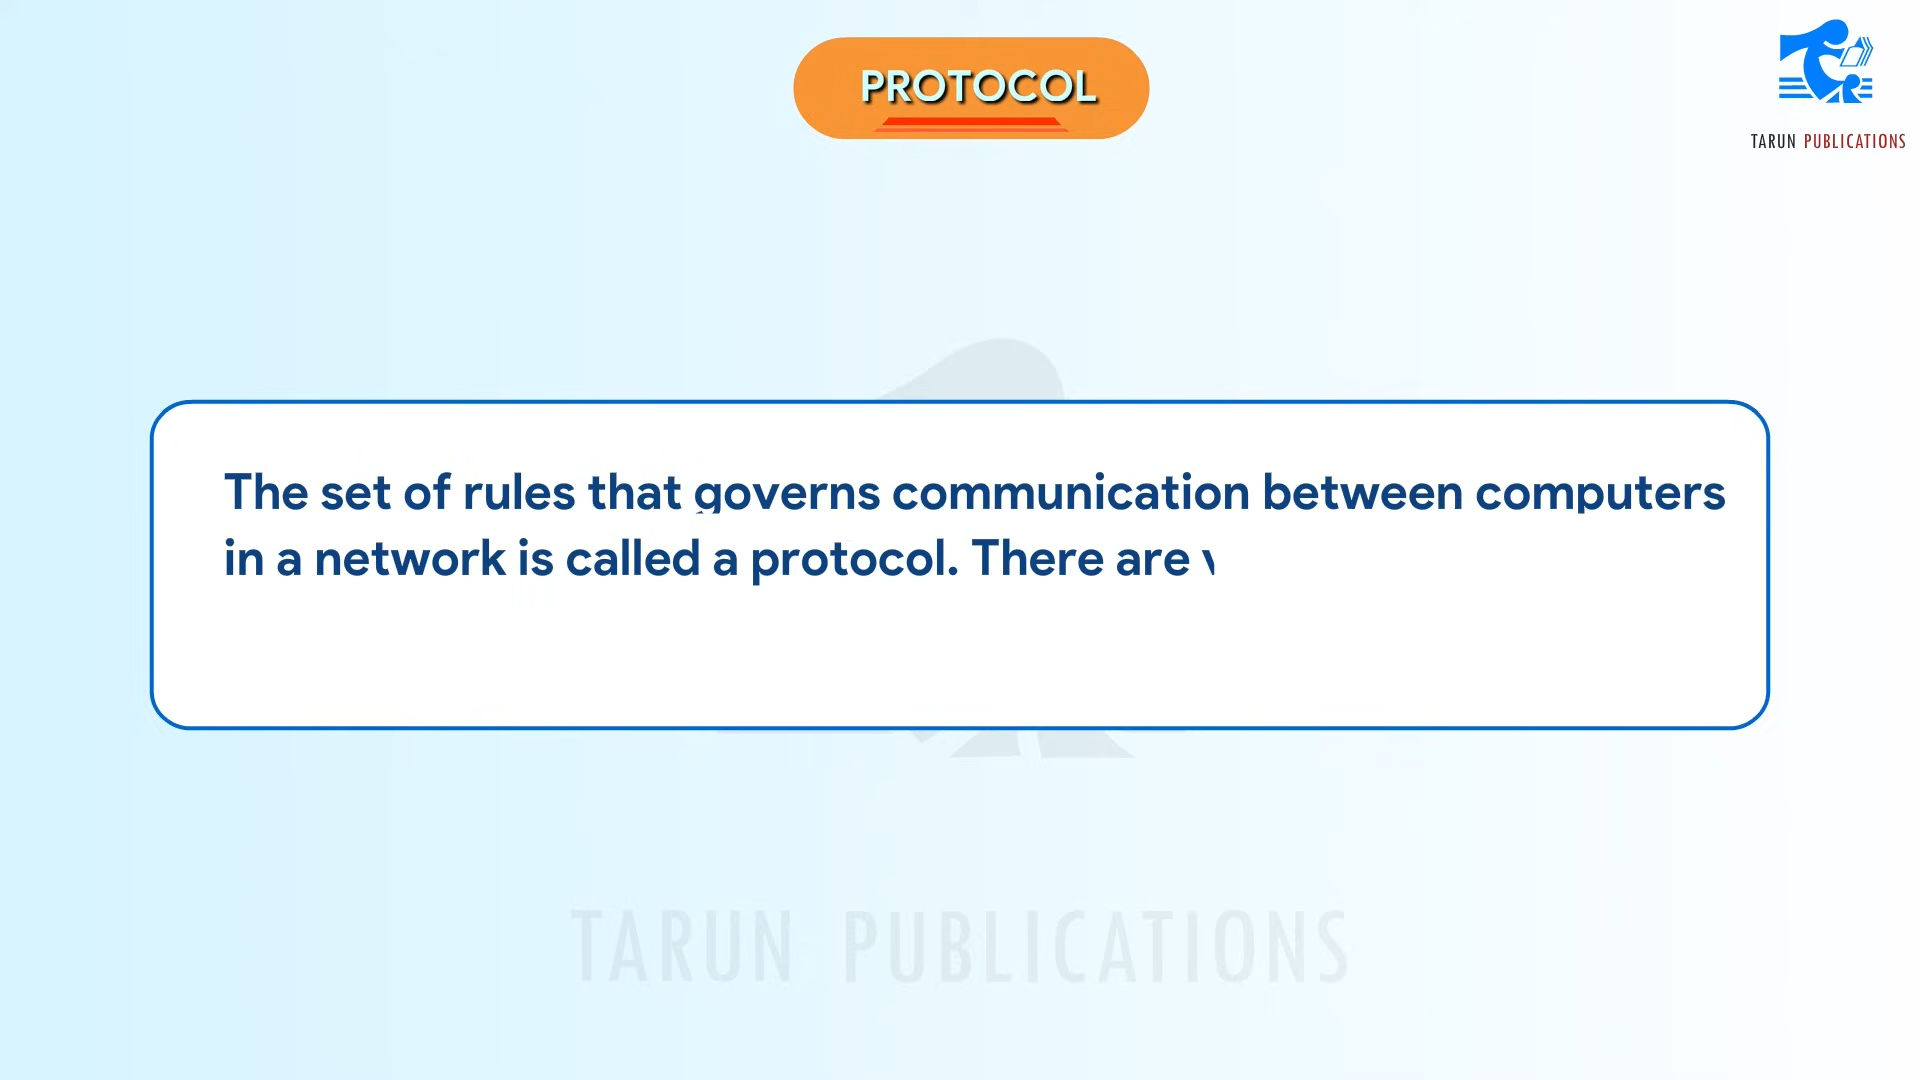 PROTOCOL
TARUN PUBLICATIONS
The set of rules that governs communication between computers
in a network is called a protocol. There are
TARUN PUBLICATIONS